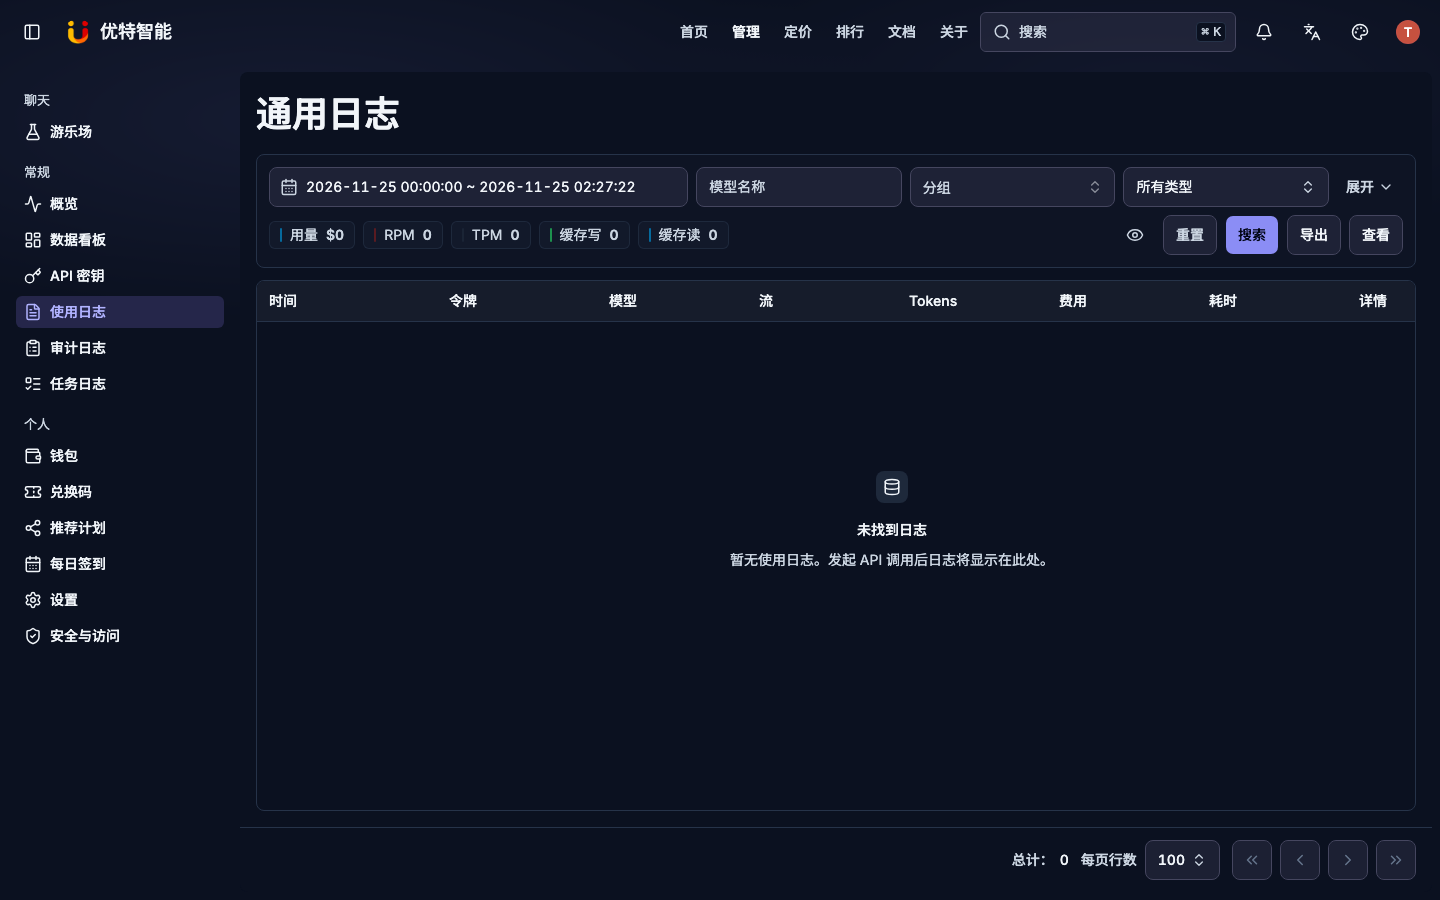 优特智能
首页 管理 定价 排行 文档 关于 搜索 ⌘ K T
聊天
游乐场
常规
概览
数据看板
API 密钥
使用日志
审计日志
任务日志
个人
钱包
兑换码
推荐计划
每日签到
设置
安全与访问
通用日志
2026-11-25 00:00:00 ~ 2026-11-25 02:27:22 模型名称 分组 所有类型 展开
用量 $0 RPM 0 TPM 0 缓存写 0 缓存读 0 重置 搜索 导出 查看
时间 令牌 模型 流 Tokens 费用 耗时 详情
未找到日志
暂无使用日志。发起 API 调用后日志将显示在此处。
总计： 0 每页行数 100